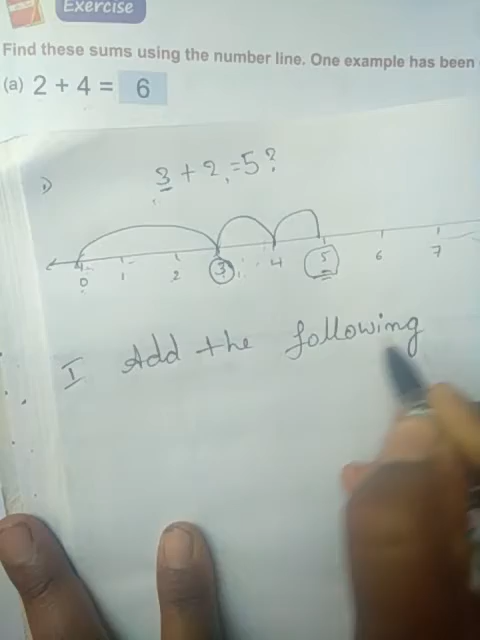 Exercise
Find these sums using the number line. One example has been
(a) 2 + 4 = 6
1) 3 + 2 = 5?
0 1 2 3 4 5 6 7
I Add the following